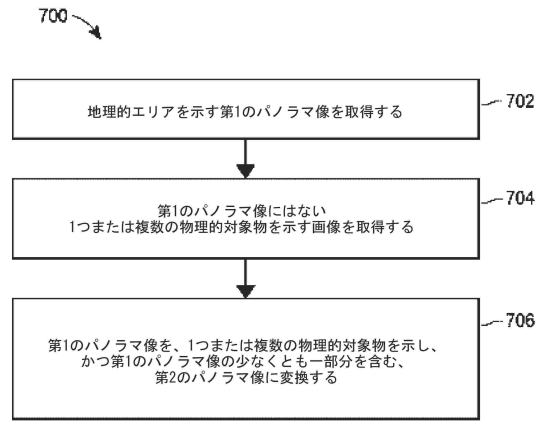 700
地理的エリアを示す第1のパノラマ像を取得する
702
第1のパノラマ像にはない
1つまたは複数の物理的対象物を示す画像を取得する
704
第1のパノラマ像を、1つまたは複数の物理的対象物を示し、
かつ第1のパノラマ像の少なくとも一部分を含む、
第2のパノラマ像に変換する
706